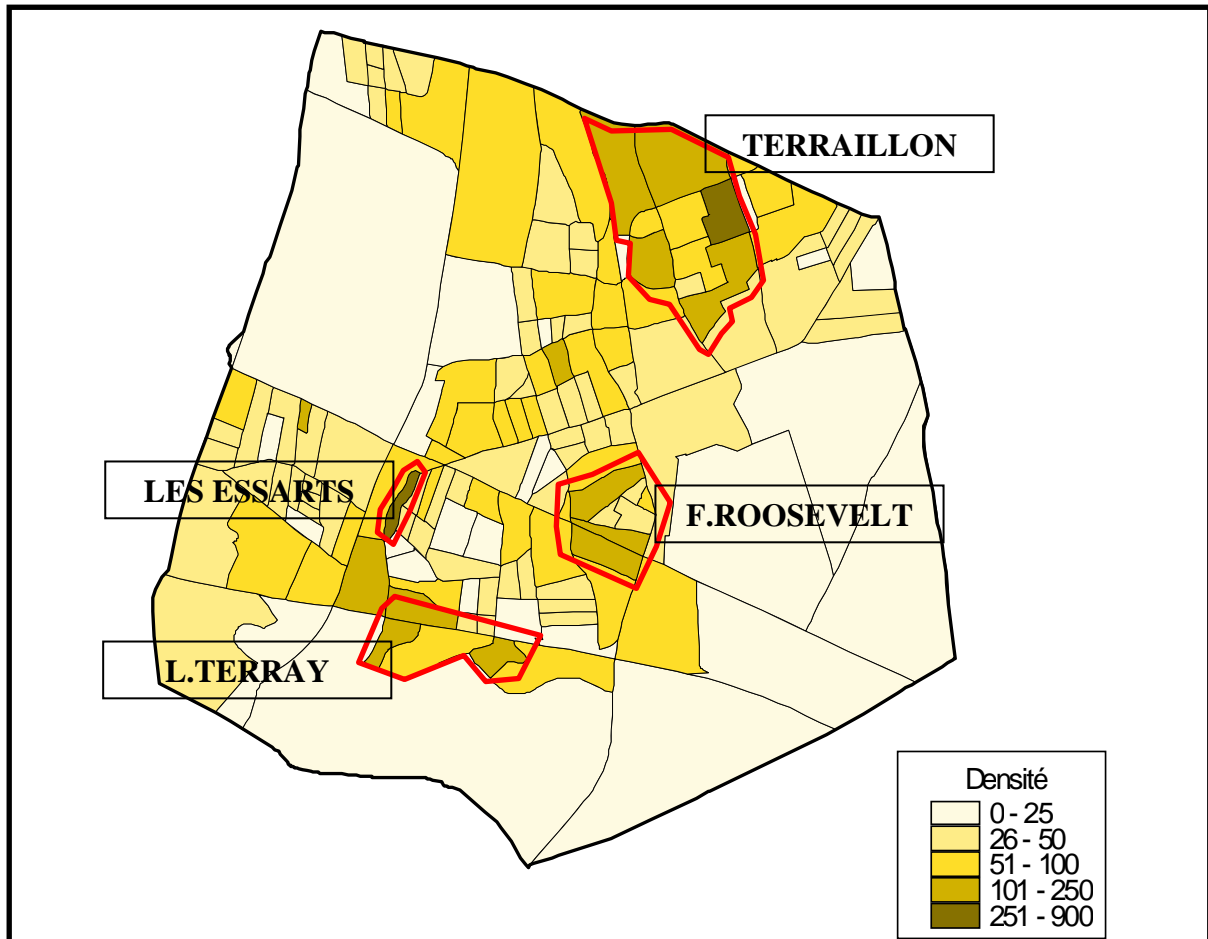 TERRAILLON
LES ESSARTS
F.ROOSEVELT
L.TERRAY
Densité
0 - 25
26 - 50
51 - 100
101 - 250
251 - 900